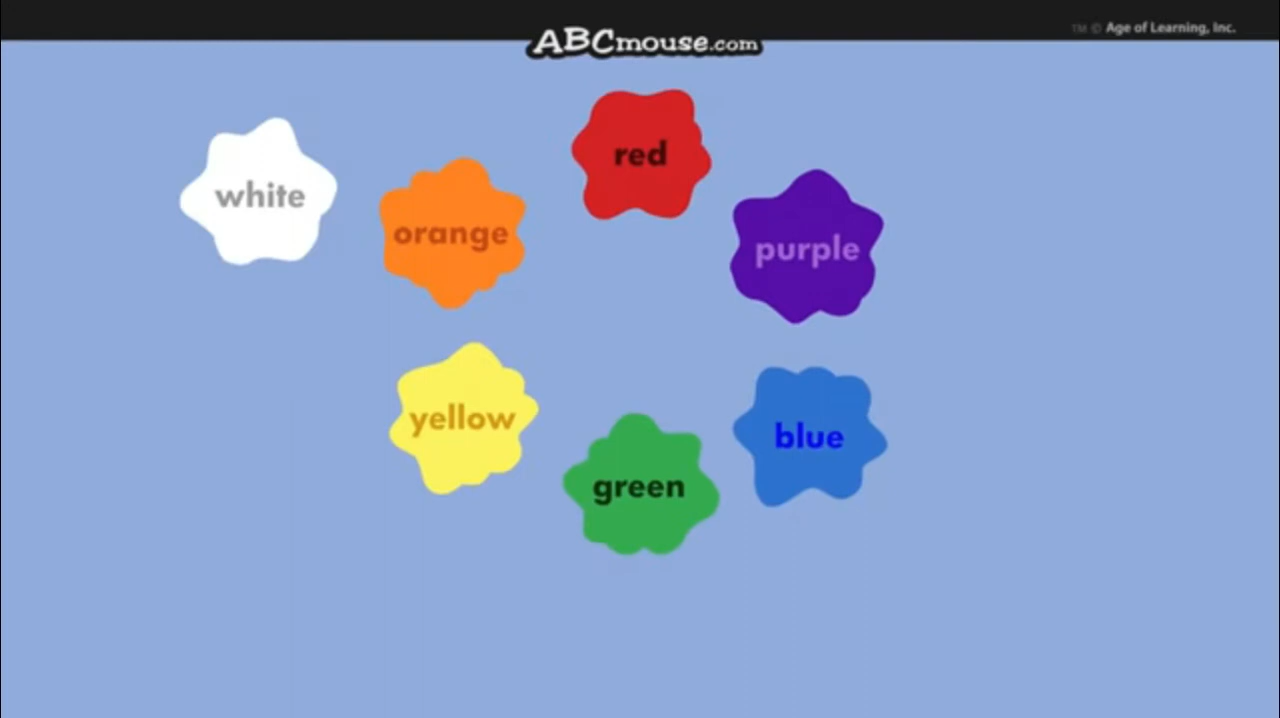 ABCmouse.com
TM © Age of Learning, Inc.
white
orange
red
purple
yellow
green
blue